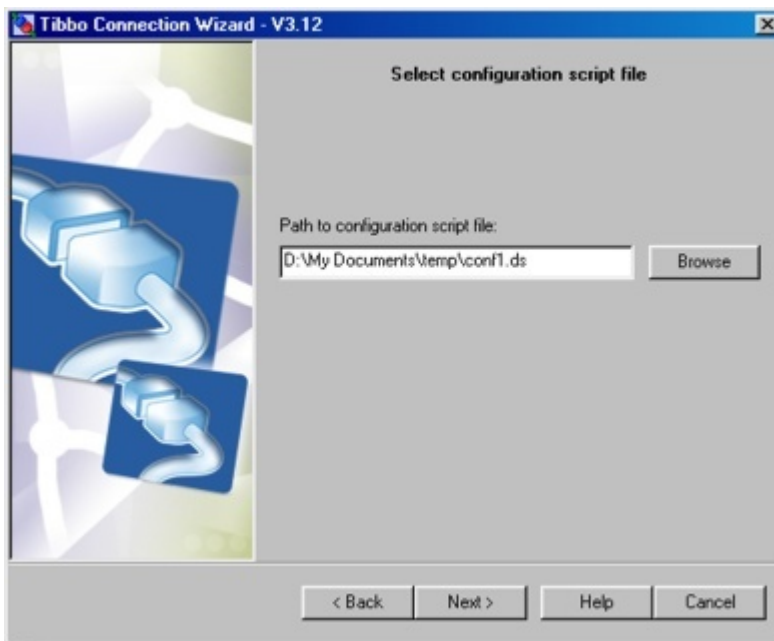 Tibbo Connection Wizard - V3.12
Select configuration script file
Path to configuration script file:
D:\My Documents\temp\conf1.ds
Browse
< Back
Next >
Help
Cancel